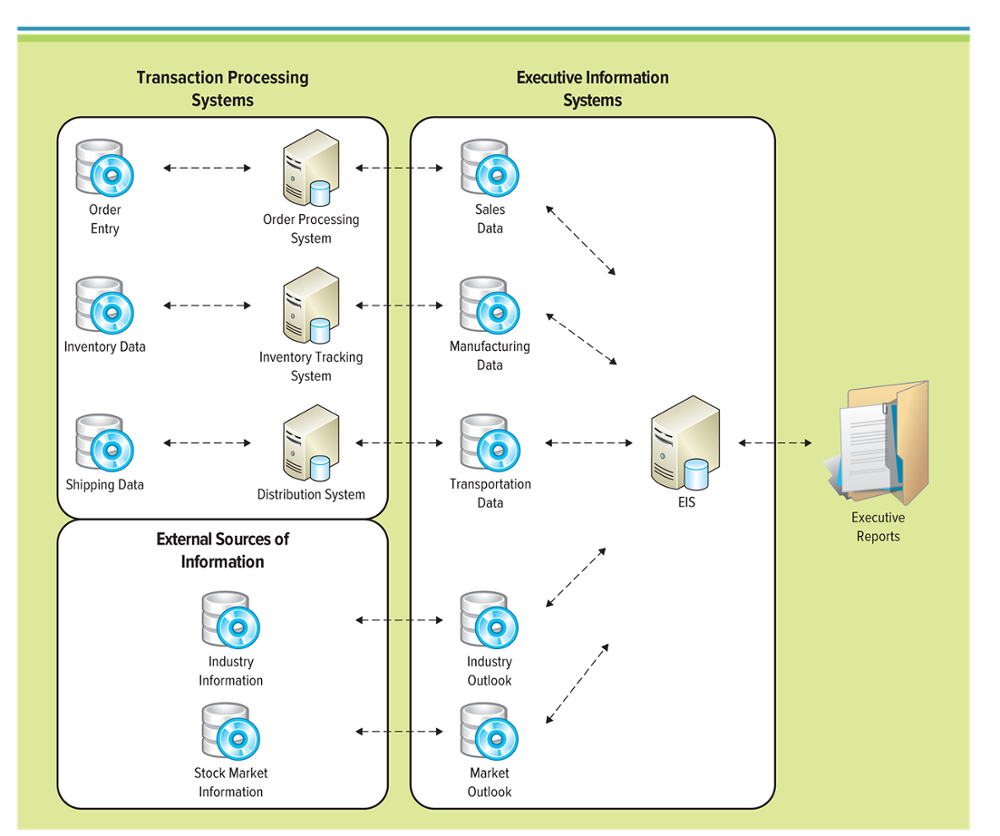 Transaction Processing
Systems
Executive Information
Systems
Order
Entry
Order Processing
System
Sales
Data
Inventory Data
Inventory Tracking
System
Manufacturing
Data
Shipping Data
Distribution System
Transportation
Data
EIS
Executive
Reports
External Sources of
Information
Industry
Information
Industry
Outlook
Stock Market
Information
Market
Outlook